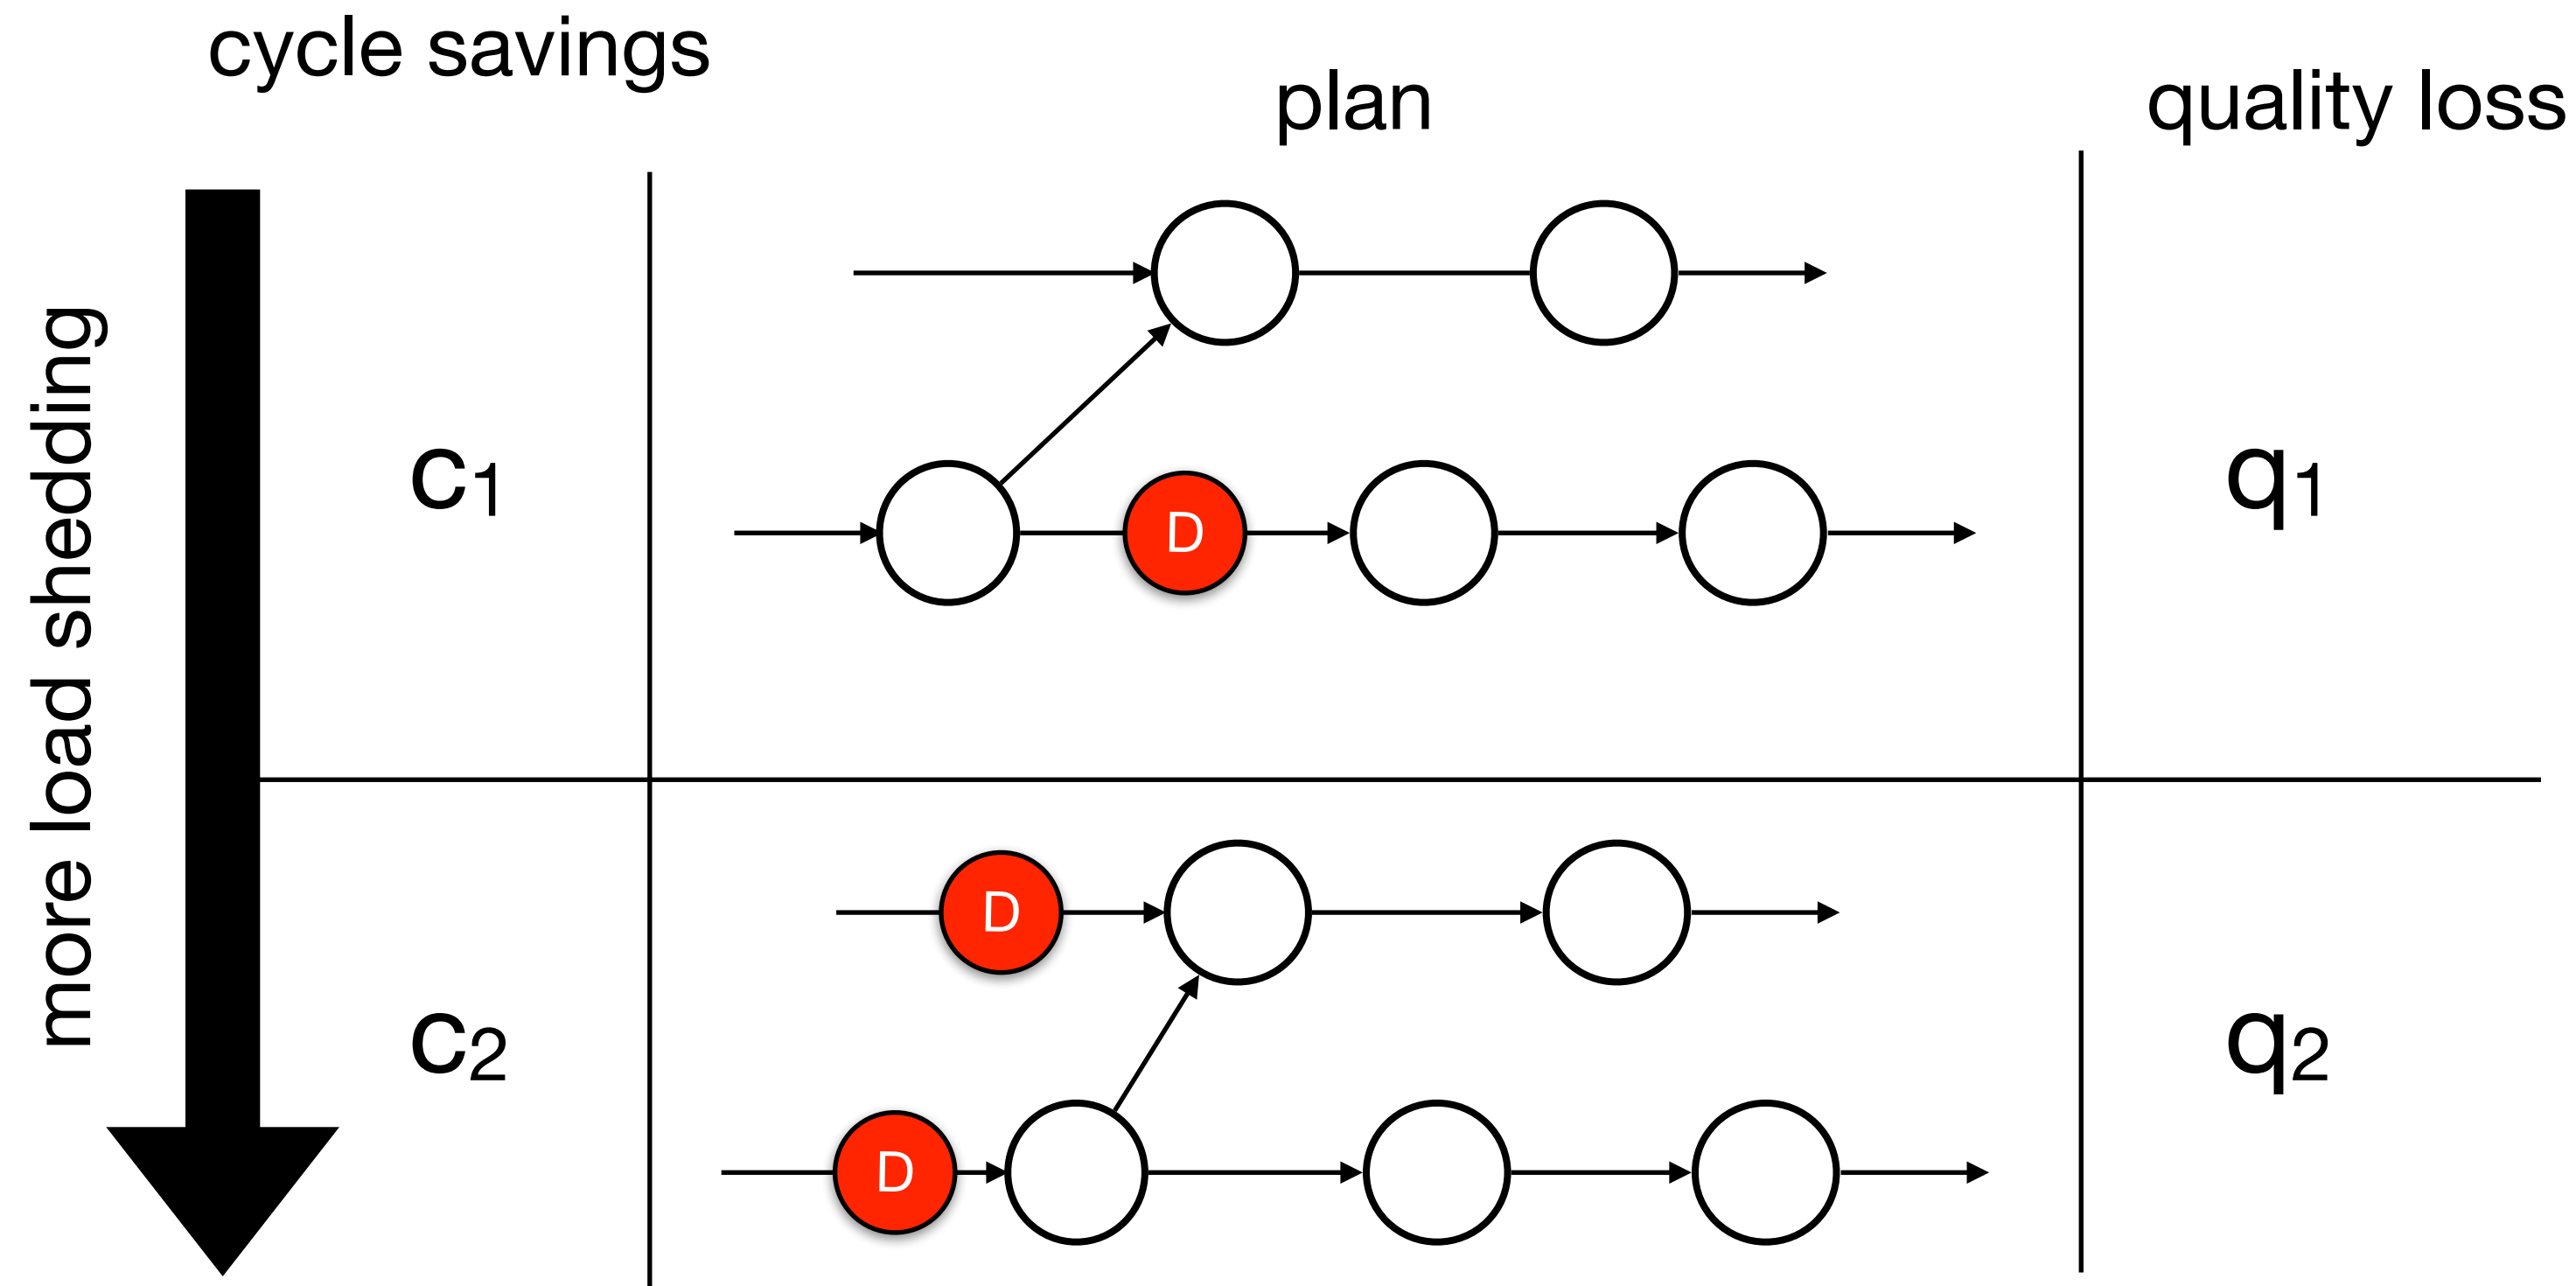 cycle savings
plan
quality loss
more load shedding
c1
D
q1
D
c2
q2
D